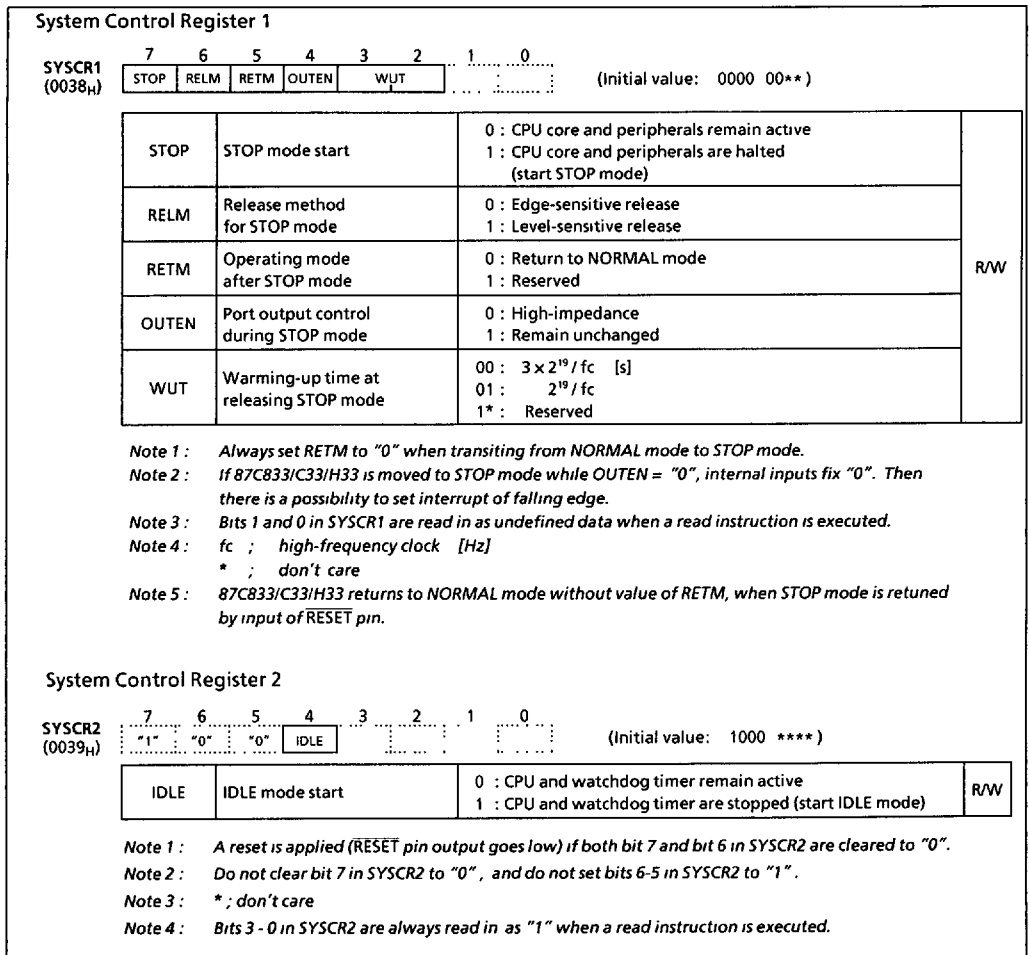 System Control Register 1
7 6 5 4 3 2 1 0
SYSCR1
(0038H)
STOP RELM RETM OUTEN WUT
(Initial value: 0000 00**)
STOP
STOP mode start
0 : CPU core and peripherals remain active
1 : CPU core and peripherals are halted
(start STOP mode)
R/W
RELM
Release method
for STOP mode
0 : Edge-sensitive release
1 : Level-sensitive release
RETM
Operating mode
after STOP mode
0 : Return to NORMAL mode
1 : Reserved
OUTEN
Port output control
during STOP mode
0 : High-impedance
1 : Remain unchanged
WUT
Warming-up time at
releasing STOP mode
00 : 3 × 2¹⁹ / fc [s]
01 : 2¹⁹ / fc
1* : Reserved
Note 1 : Always set RETM to "0" when transiting from NORMAL mode to STOP mode.
Note 2 : If 87C833/C33/H33 is moved to STOP mode while OUTEN = "0", internal inputs fix "0". Then
there is a possibility to set interrupt of falling edge.
Note 3 : Bits 1 and 0 in SYSCR1 are read in as undefined data when a read instruction is executed.
Note 4 : fc ; high-frequency clock [Hz]
* ; don't care
Note 5 : 87C833/C33/H33 returns to NORMAL mode without value of RETM, when STOP mode is retuned
by input of RESET pin.
System Control Register 2
7 6 5 4 3 2 1 0
SYSCR2
(0039H)
"1" "0" "0" IDLE
(Initial value: 1000 ****)
IDLE
IDLE mode start
0 : CPU and watchdog timer remain active
1 : CPU and watchdog timer are stopped (start IDLE mode)
R/W
Note 1 : A reset is applied (RESET pin output goes low) if both bit 7 and bit 6 in SYSCR2 are cleared to "0".
Note 2 : Do not clear bit 7 in SYSCR2 to "0", and do not set bits 6-5 in SYSCR2 to "1".
Note 3 : * ; don't care
Note 4 : Bits 3 - 0 in SYSCR2 are always read in as "1" when a read instruction is executed.